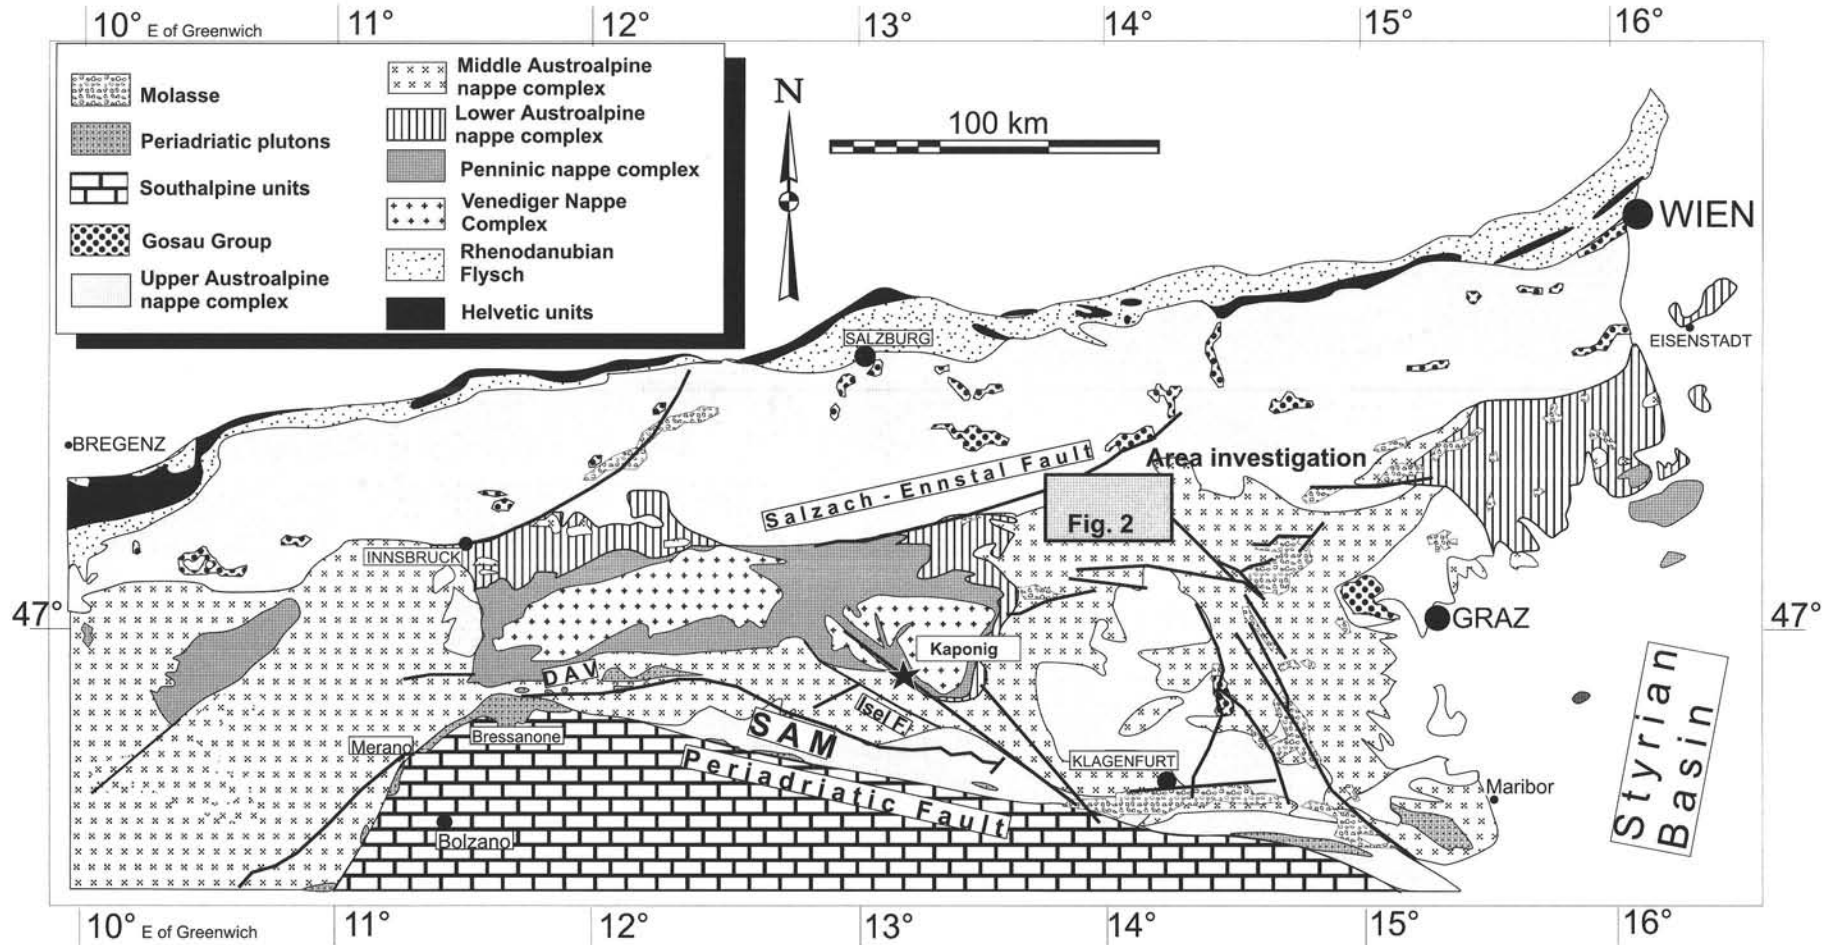 10° E of Greenwich 11° 12° 13° 14° 15° 16°
Molasse
Periadriatic plutons
Southalpine units
Gosau Group
Upper Austroalpine
nappe complex
Middle Austroalpine
nappe complex
Lower Austroalpine
nappe complex
Penninic nappe complex
Venediger Nappe
Complex
Rhenodanubian
Flysch
Helvetic units
N
100 km
WIEN
SALZBURG
EISENSTADT
BREGENZ
Salzach - Ennstal Fault
Area investigation
Fig. 2
INNSBRUCK
47°
47°
GRAZ
Kaponig
DAV
Isel F.
SAM
Bressanone
Merano
Periadriatic Fault
KLAGENFURT
Maribor
Bolzano
Styrian
Basin
10° E of Greenwich 11° 12° 13° 14° 15° 16°